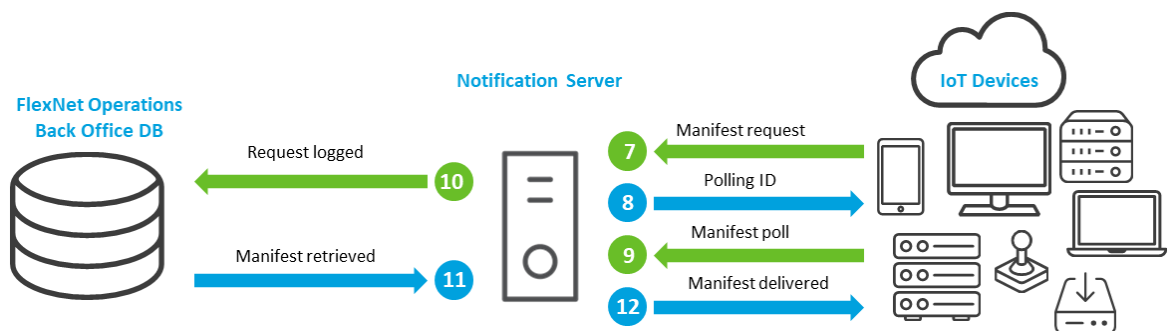 FlexNet Operations
Back Office DB
Request logged
10
Manifest retrieved
11
Notification Server
Manifest request
7
Polling ID
8
Manifest poll
9
Manifest delivered
12
IoT Devices